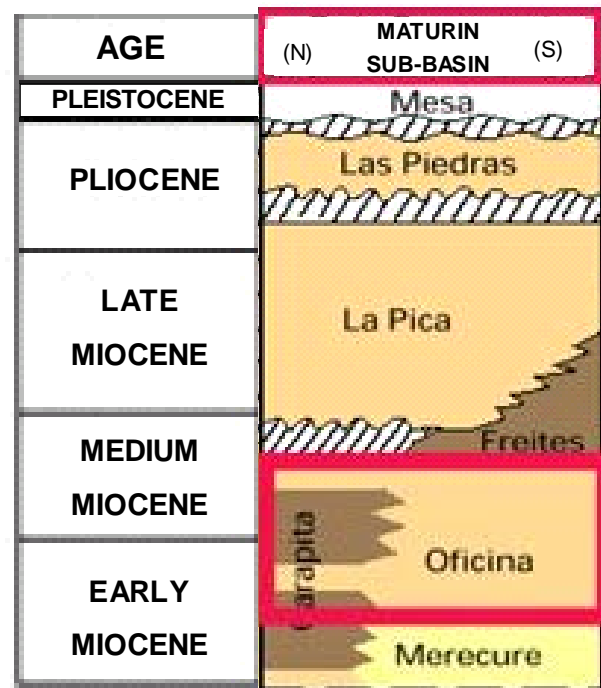 AGE
(N)
MATURIN
SUB-BASIN
(S)
PLEISTOCENE
Mesa
PLIOCENE
Las Piedras
LATE
MIOCENE
La Pica
MEDIUM
MIOCENE
Freites
Carapita
Oficina
EARLY
MIOCENE
Merecure